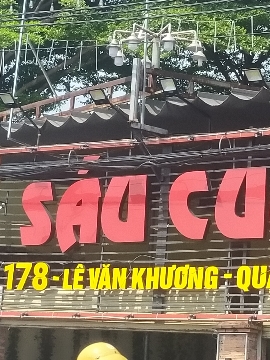 SÁU CU
178 - LÊ VĂN KHƯƠNG - QU